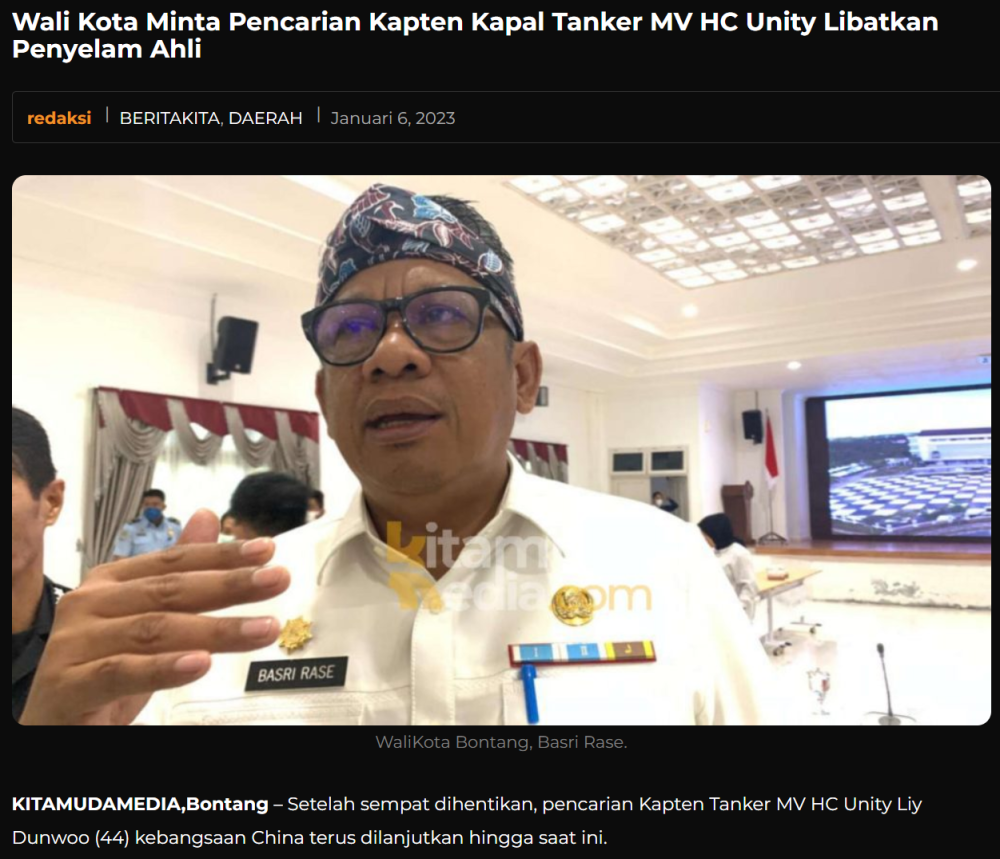 Wali Kota Minta Pencarian Kapten Kapal Tanker MV HC Unity Libatkan
Penyelam Ahli
redaksi | BERITAKITA, DAERAH | Januari 6, 2023
kitamu
media.com
BASRI RASE
WaliKota Bontang, Basri Rase.
KITAMUDAMEDIA,Bontang – Setelah sempat dihentikan, pencarian Kapten Tanker MV HC Unity Liy
Dunwoo (44) kebangsaan China terus dilanjutkan hingga saat ini.